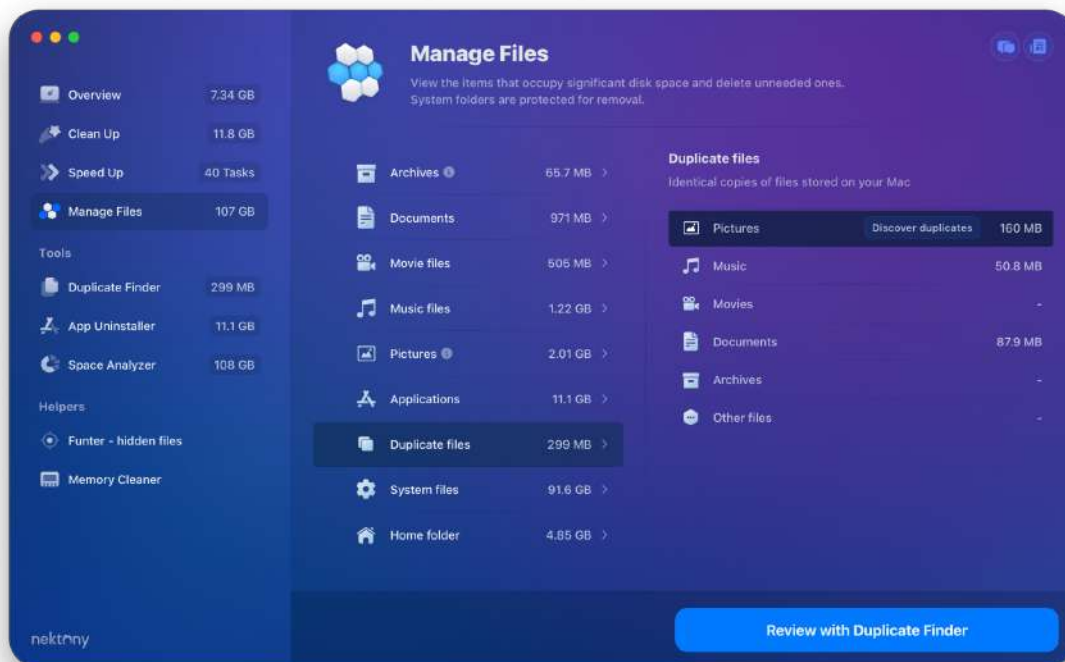 Manage Files
View the items that occupy significant disk space and delete unneeded ones.
System folders are protected for removal.
Overview 7.34 GB
Clean Up 11.8 GB
Speed Up 40 Tasks
Manage Files 107 GB
Tools
Duplicate Finder 299 MB
App Uninstaller 11.1 GB
Space Analyzer 108 GB
Helpers
Funter - hidden files
Memory Cleaner
nektony
Archives 65.7 MB
Documents 971 MB
Movie files 505 MB
Music files 1.22 GB
Pictures 2.01 GB
Applications 11.1 GB
Duplicate files 299 MB
System files 91.6 GB
Home folder 4.85 GB
Duplicate files
Identical copies of files stored on your Mac
Pictures Discover duplicates 160 MB
Music 50.8 MB
Movies -
Documents 87.9 MB
Archives -
Other files -
Review with Duplicate Finder